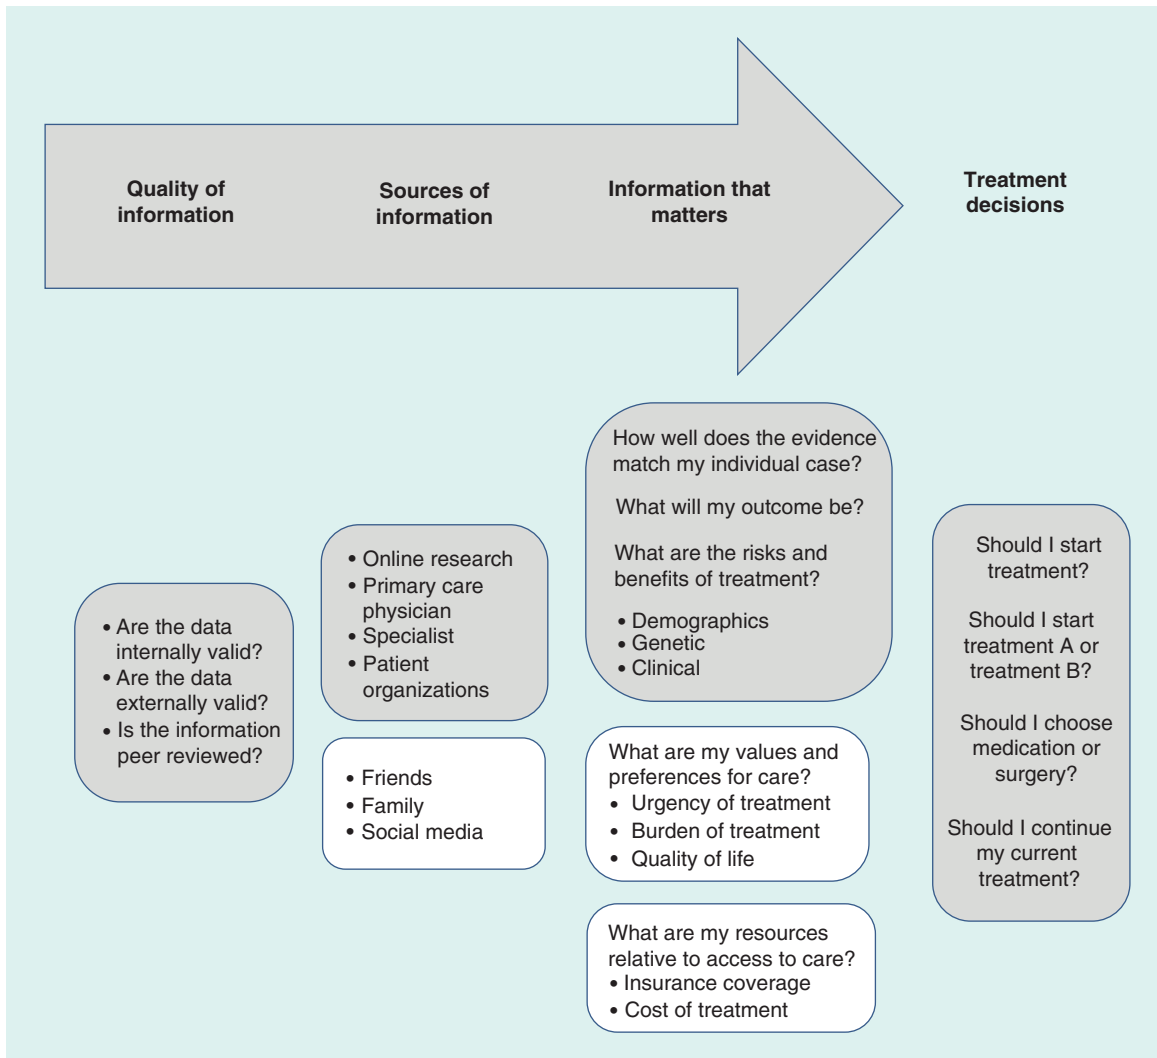 Quality of
information
Sources of
information
Information that
matters
Treatment
decisions
• Are the data
internally valid?
• Are the data
externally valid?
• Is the information
peer reviewed?
• Online research
• Primary care
physician
• Specialist
• Patient
organizations
• Friends
• Family
• Social media
How well does the evidence
match my individual case?
What will my outcome be?
What are the risks and
benefits of treatment?
• Demographics
• Genetic
• Clinical
What are my values and
preferences for care?
• Urgency of treatment
• Burden of treatment
• Quality of life
What are my resources
relative to access to care?
• Insurance coverage
• Cost of treatment
Should I start
treatment?
Should I start
treatment A or
treatment B?
Should I choose
medication or
surgery?
Should I continue
my current
treatment?